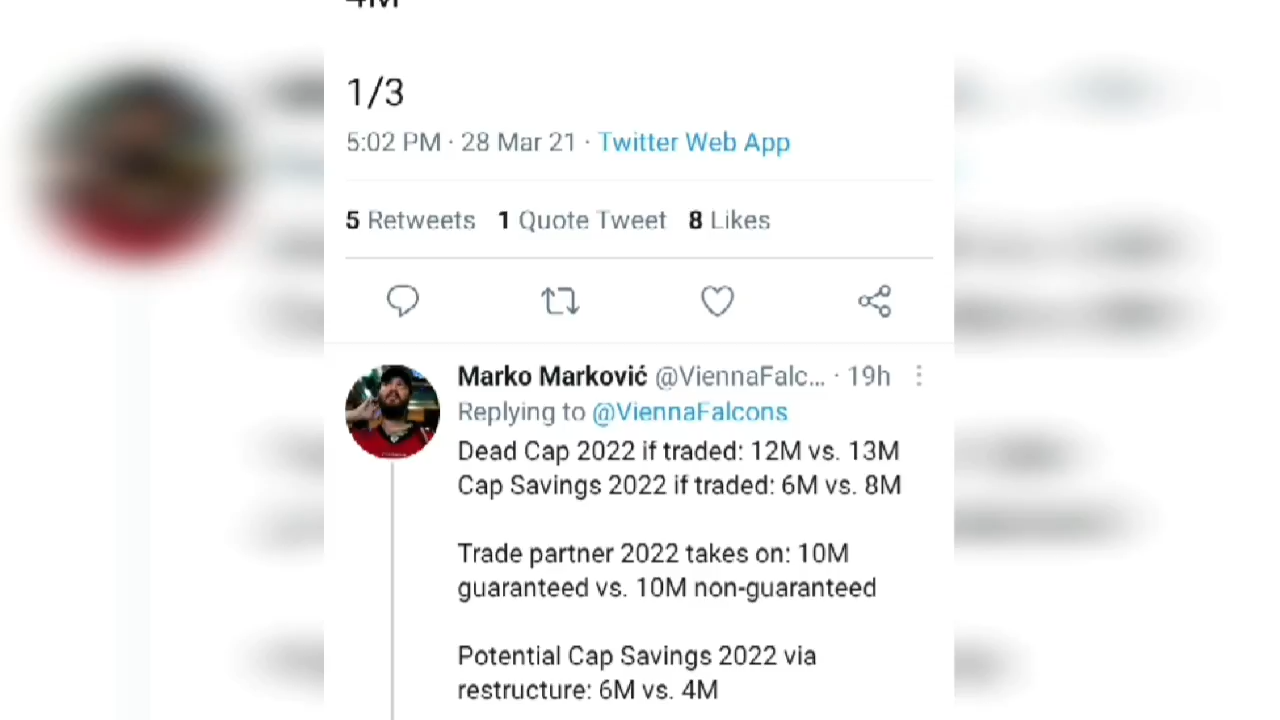 4M
1/3
5:02 PM · 28 Mar 21 · Twitter Web App
5 Retweets 1 Quote Tweet 8 Likes
Marko Marković @ViennaFalc... · 19h
Replying to @ViennaFalcons
Dead Cap 2022 if traded: 12M vs. 13M
Cap Savings 2022 if traded: 6M vs. 8M
Trade partner 2022 takes on: 10M
guaranteed vs. 10M non-guaranteed
Potential Cap Savings 2022 via
restructure: 6M vs. 4M